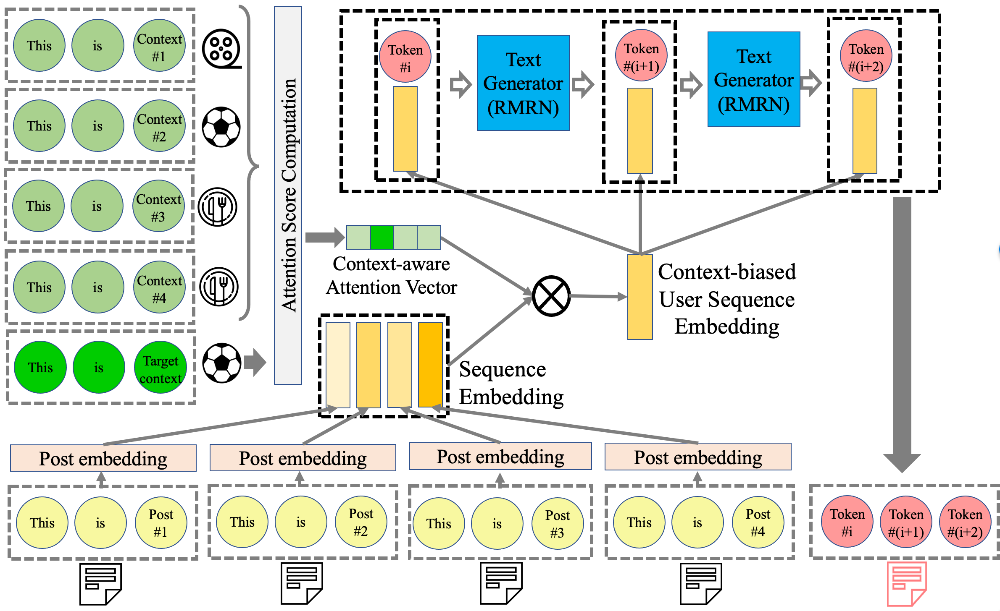 This
is
Context
#1
This
is
Context
#2
This
is
Context
#3
This
is
Context
#4
This
is
Target
context
Attention Score Computation
Token
#i
Text
Generator
(RMRN)
Token
#(i+1)
Text
Generator
(RMRN)
Token
#(i+2)
Context-aware
Attention Vector
Context-biased
User Sequence
Embedding
Sequence
Embedding
Post embedding
Post embedding
Post embedding
Post embedding
This
is
Post
#1
This
is
Post
#2
This
is
Post
#3
This
is
Post
#4
Token
#i
Token
#(i+1)
Token
#(i+2)